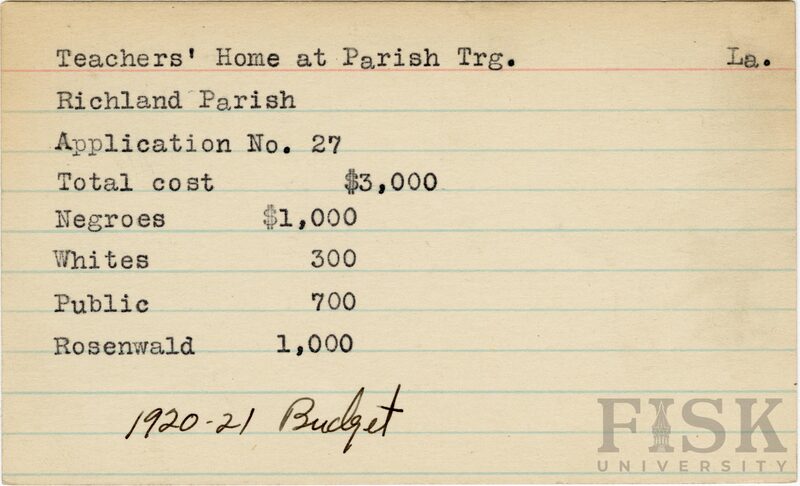 Teachers' Home at Parish Trg. La.
Richland Parish
Application No. 27
Total cost $3,000
Negroes $1,000
Whites 300
Public 700
Rosenwald 1,000
1920-21 Budget
FISK
UNIVERSITY